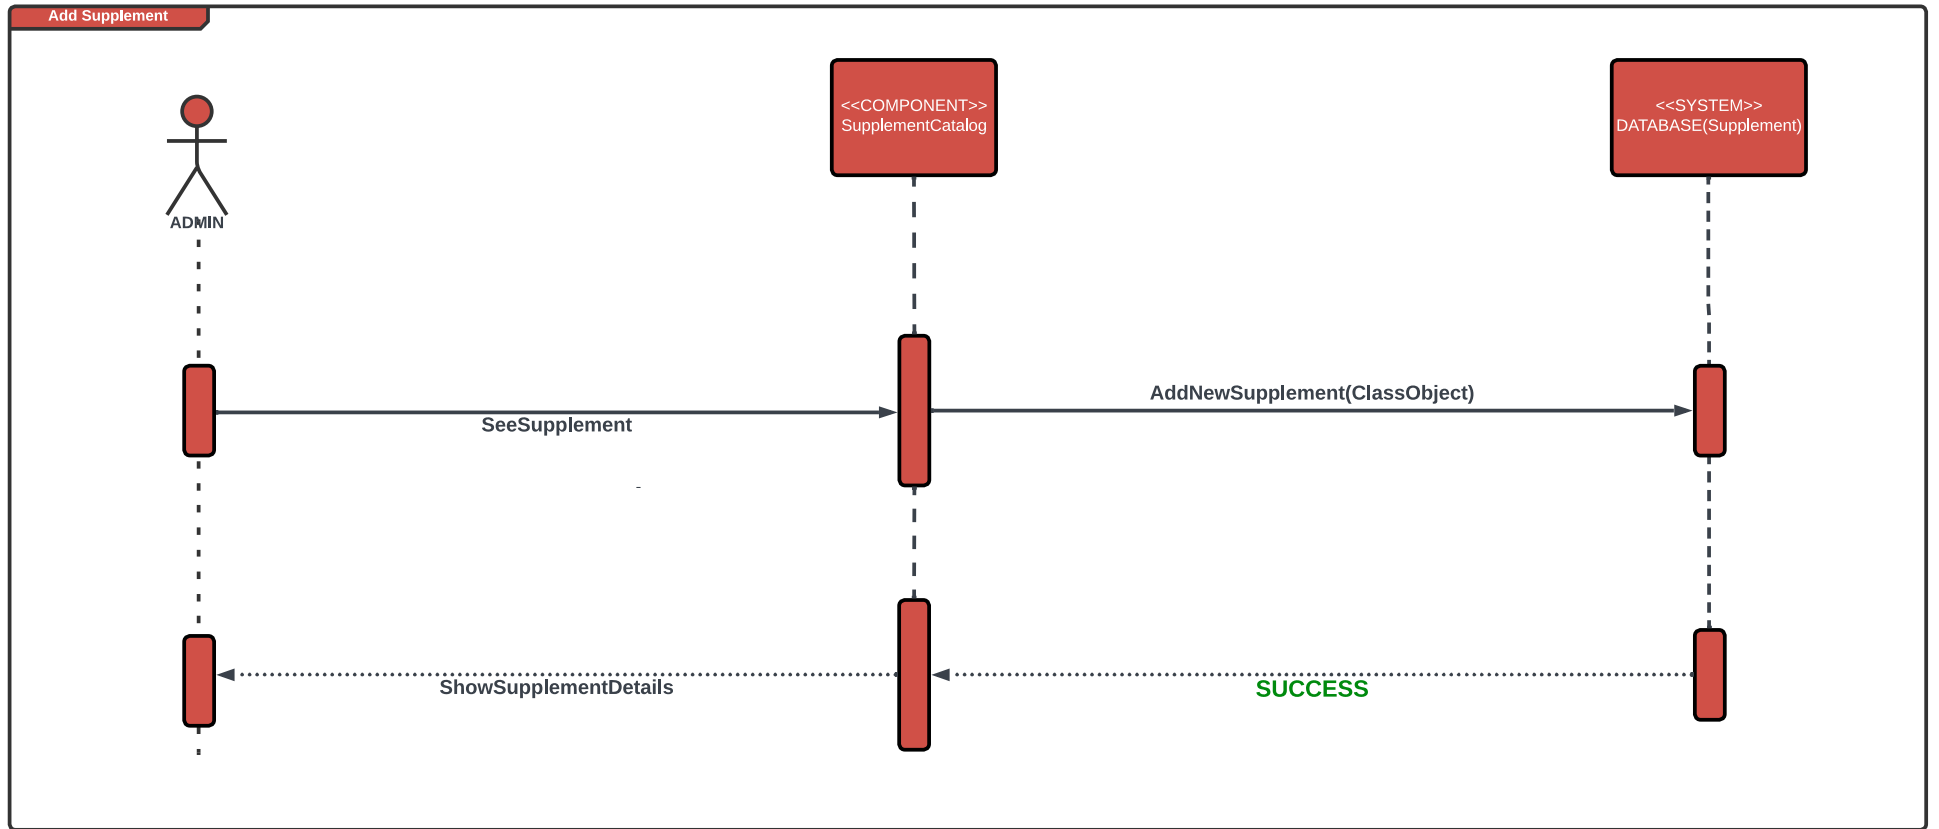 Add Supplement
<<COMPONENT>>
SupplementCatalog
<<SYSTEM>>
DATABASE(Supplement)
ADMIN
AddNewSupplement(ClassObject)
SeeSupplement
ShowSupplementDetails
SUCCESS